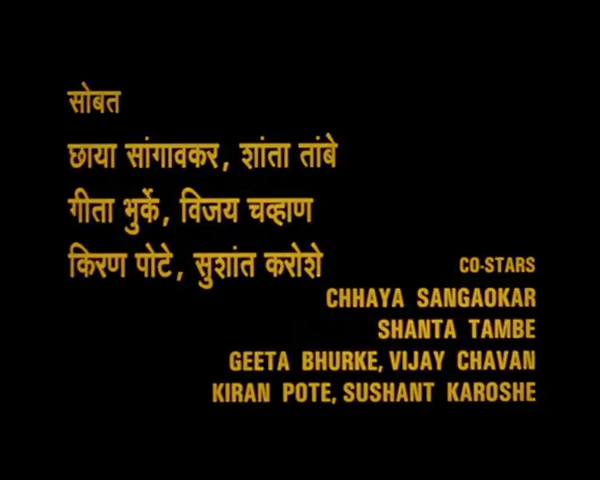 सोबत
छाया सांगावकर, शांता तांबे
गीता भुर्के, विजय चव्हाण
किरण पोटे, सुशांत करोशे
CO-STARS
CHHAYA SANGAOKAR
SHANTA TAMBE
GEETA BHURKE, VIJAY CHAVAN
KIRAN POTE, SUSHANT KAROSHE